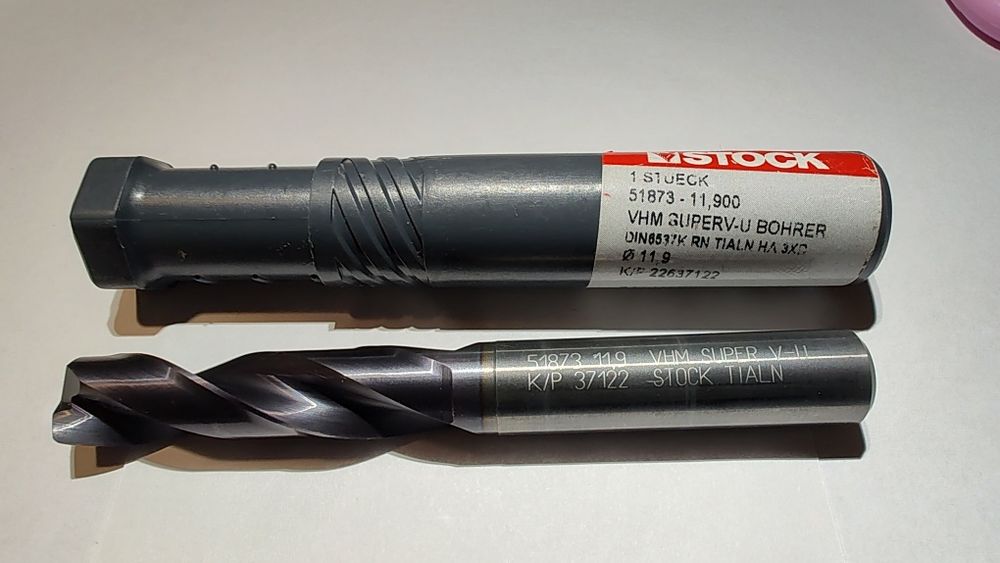 STOCK
1 STUECK
51873 - 11,900
VHM SUPERV-U BOHRER
DIN6537K RN TIALN HA 3XD
Ø 11,9
K/P 22637122
51873 11.9 VHM SUPER V-U
K/P 37122 -STOCK TIALN